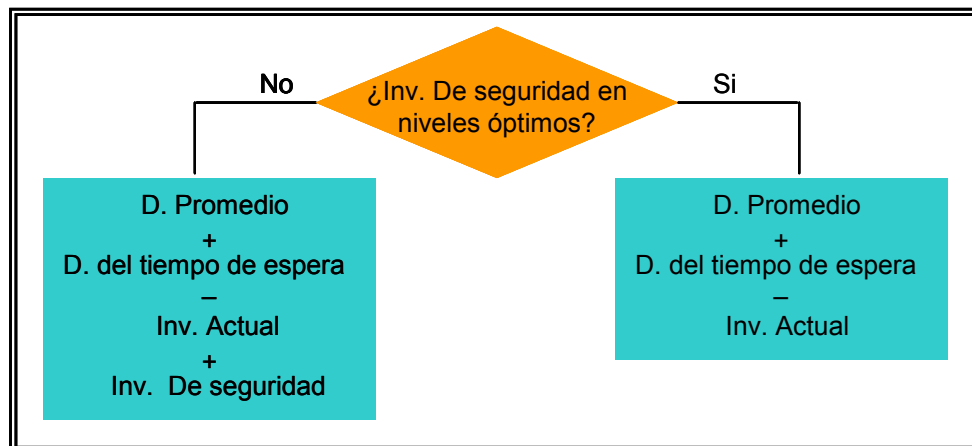 No
¿Inv. De seguridad en
niveles óptimos?
Si
D. Promedio
+
D. del tiempo de espera
–
Inv. Actual
+
Inv. De seguridad
D. Promedio
+
D. del tiempo de espera
–
Inv. Actual